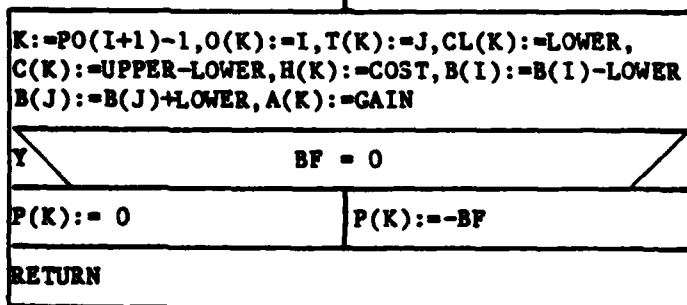 K:=PO(I+1)-1,O(K):=I,T(K):=J,CL(K):=LOWER,
C(K):=UPPER-LOWER,H(K):=COST,B(I):=B(I)-LOWER
B(J):=B(J)+LOWER,A(K):=GAIN
Y BF = 0
P(K):= 0 P(K):=-BF
RETURN